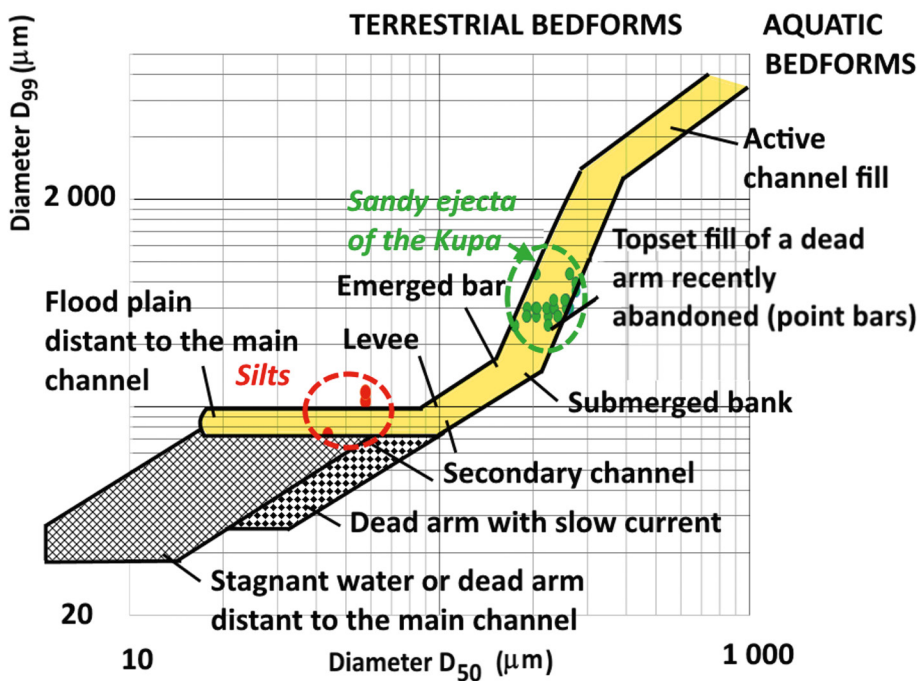 TERRESTRIAL BEDFORMS
AQUATIC
BEDFORMS
Diameter D99 (μm)
2 000
20
10
Diameter D50 (μm)
1 000
Active
channel fill
Sandy ejecta
of the Kupa
Topset fill of a dead
arm recently
abandoned (point bars)
Emerged bar
Flood plain
distant to the main
channel
Levee
Silts
Submerged bank
Secondary channel
Dead arm with slow current
Stagnant water or dead arm
distant to the main channel